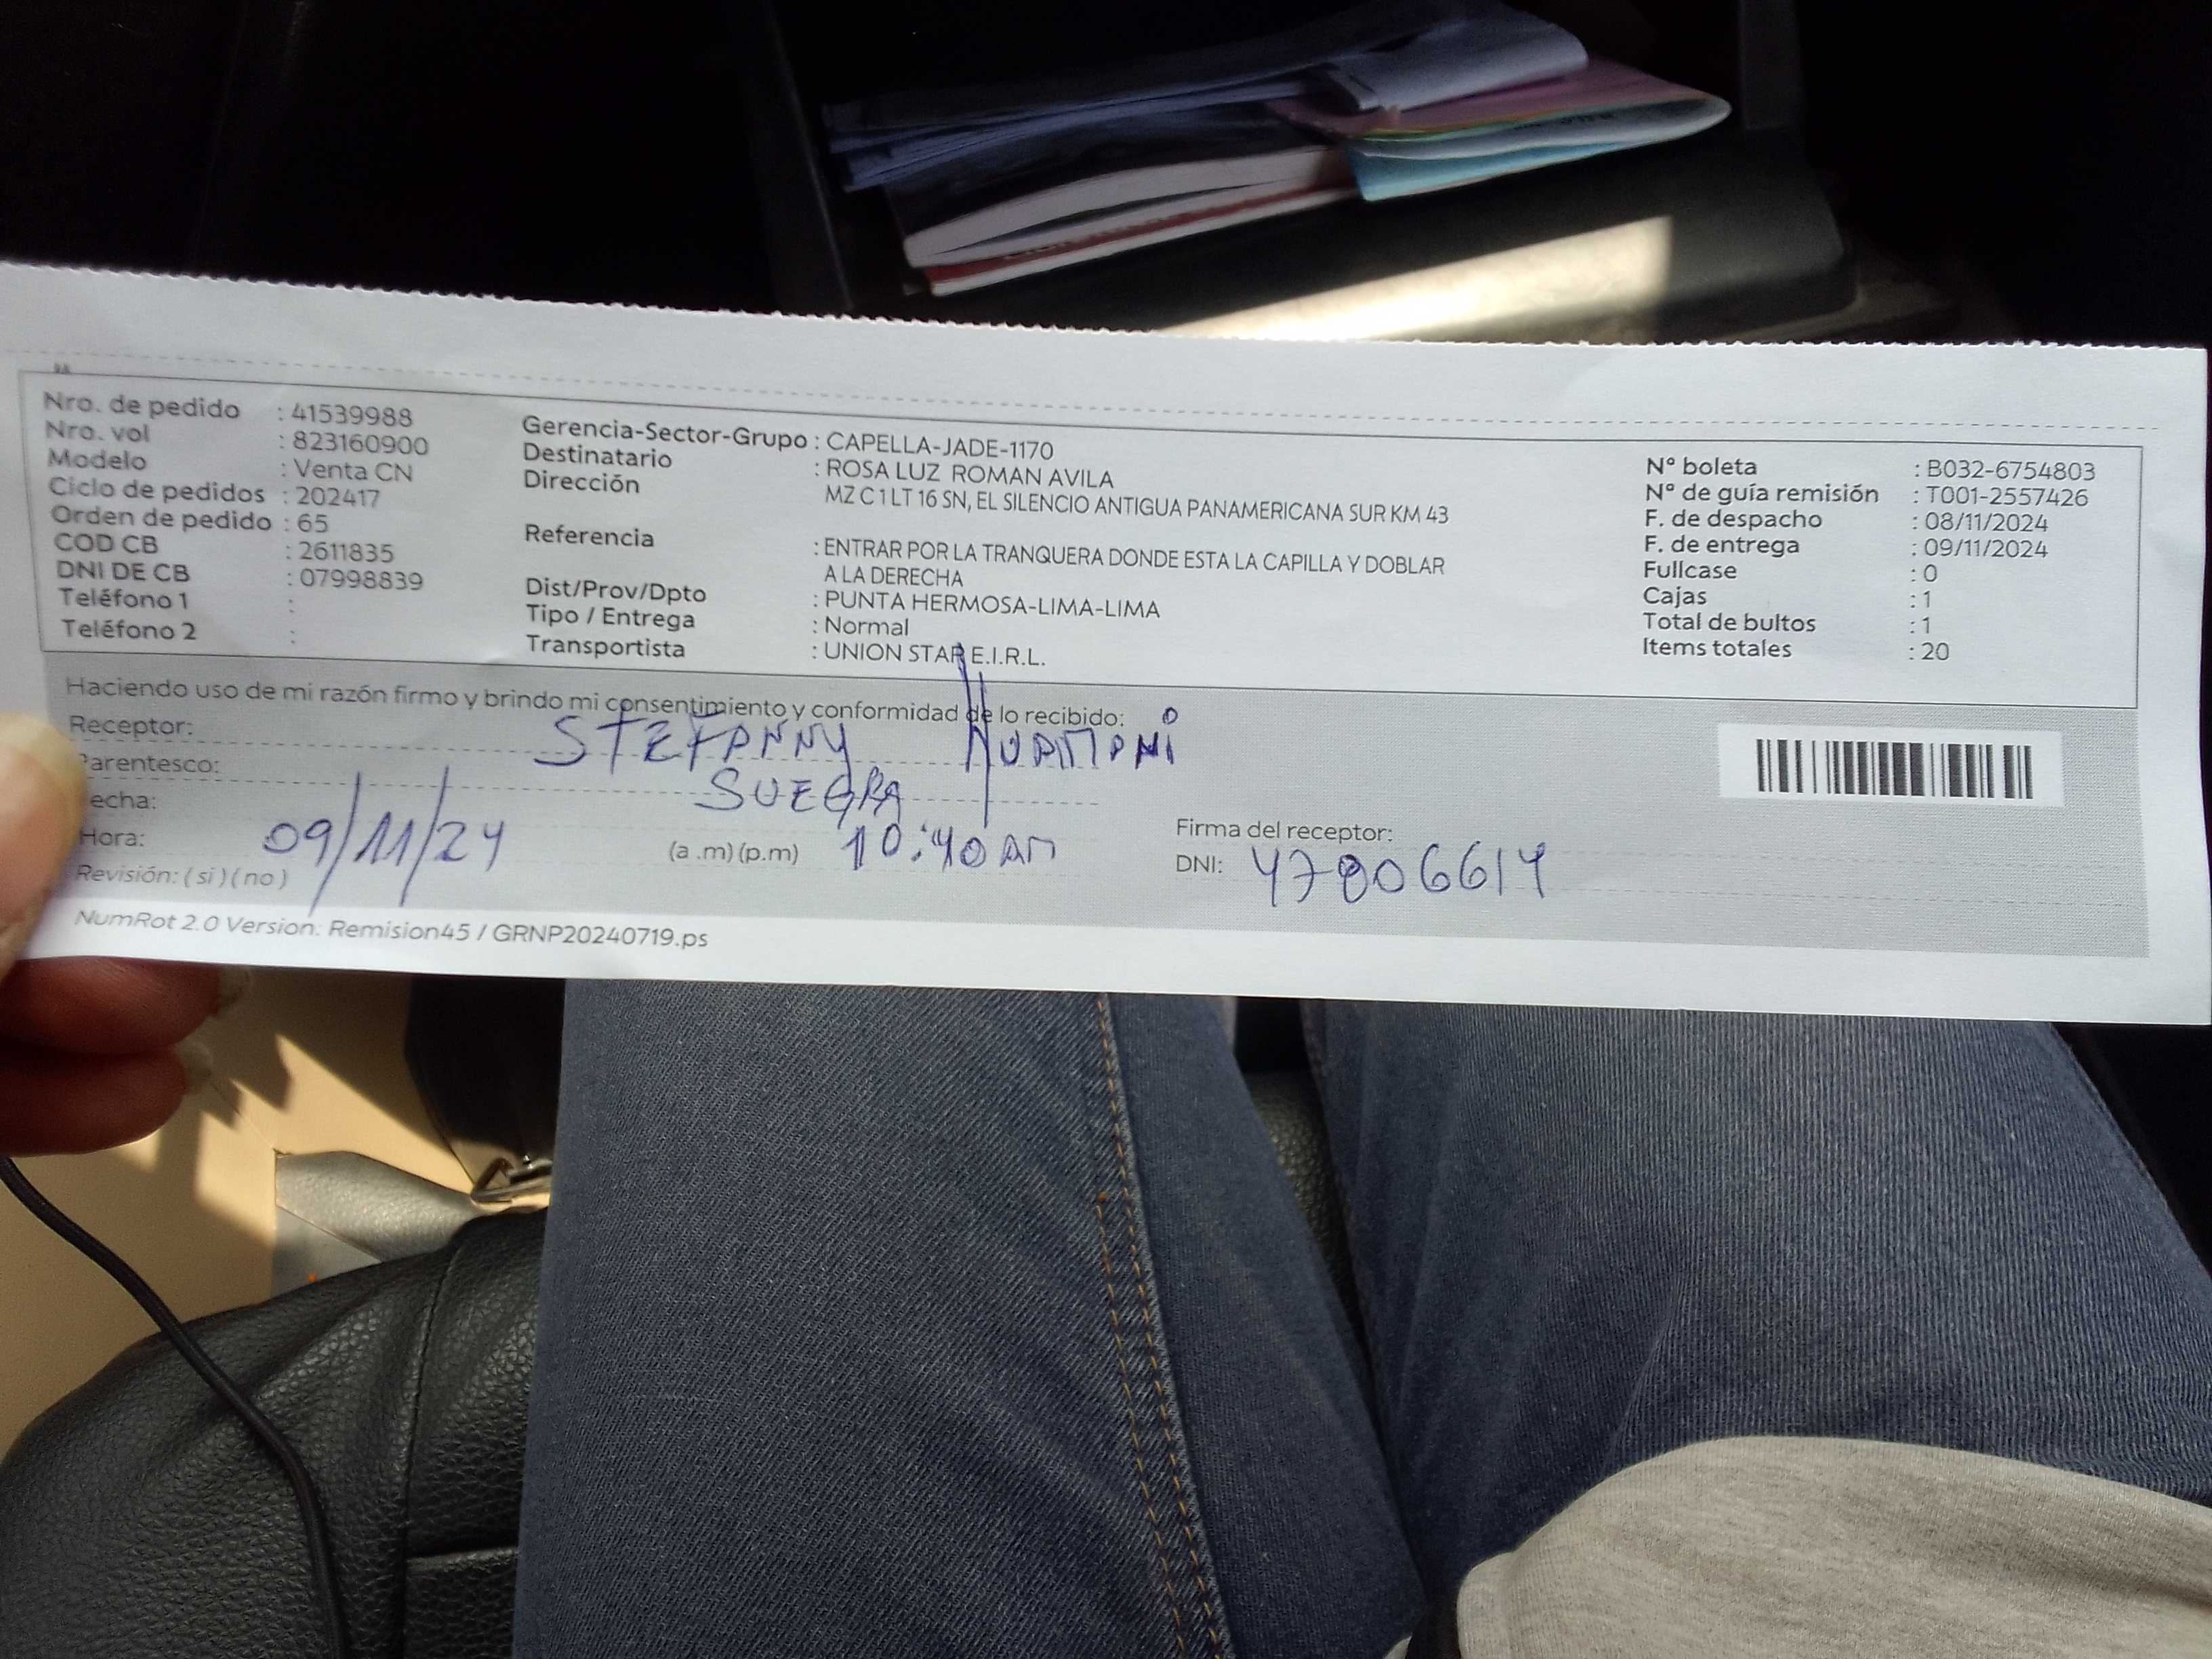 Nro. de pedido : 41539988
Nro. vol : 823160900
Modelo : Venta CN
Ciclo de pedidos : 202417
Orden de pedido : 65
COD CB : 2611835
DNI DE CB : 07998839
Teléfono 1 :
Teléfono 2 :
Gerencia-Sector-Grupo : CAPELLA-JADE-1170
Destinatario : ROSA LUZ ROMAN AVILA
Dirección MZ C 1 LT 16 SN, EL SILENCIO ANTIGUA PANAMERICANA SUR KM 43
Referencia : ENTRAR POR LA TRANQUERA DONDE ESTA LA CAPILLA Y DOBLAR
A LA DERECHA
Dist/Prov/Dpto : PUNTA HERMOSA-LIMA-LIMA
Tipo / Entrega : Normal
Transportista : UNION STAR E.I.R.L.
N° boleta : B032-6754803
N° de guía remisión : T001-2557426
F. de despacho : 08/11/2024
F. de entrega : 09/11/2024
Fullcase : 0
Cajas : 1
Total de bultos : 1
Items totales : 20
Haciendo uso de mi razón firmo y brindo mi consentimiento y conformidad de lo recibido:
Receptor: STEFANNY HUAMANI
Parentesco: SUEGRA
echa: 09/11/24
Hora: (a .m) (p.m) 10:40 AM
Revisión: ( si ) ( no )
Firma del receptor:
DNI: 47806614
NumRot 2.0 Version: Remision45 / GRNP20240719.ps